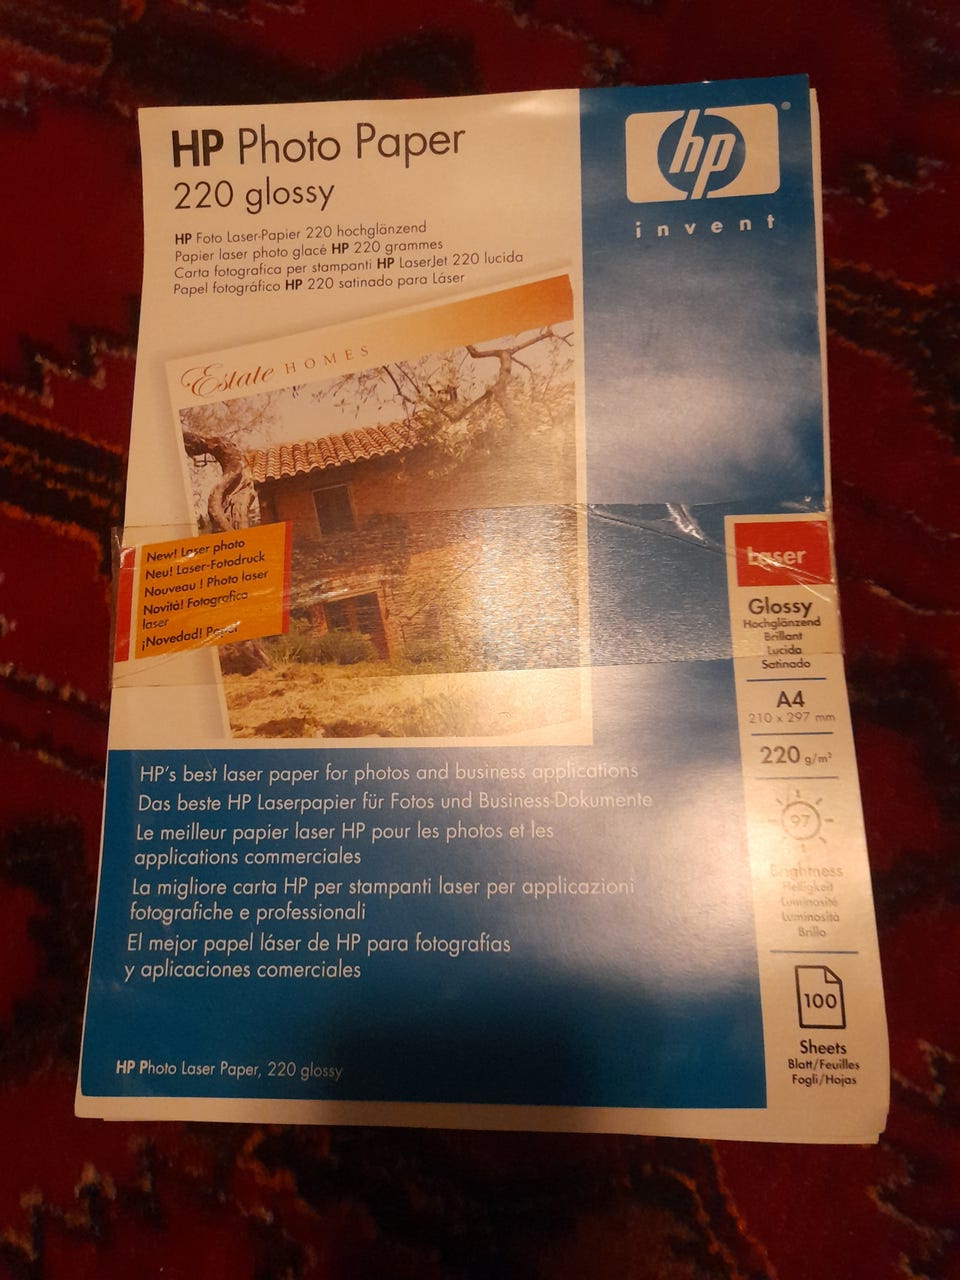 HP Photo Paper
220 glossy
HP Foto Laser-Papier 220 hochglänzend
Papier laser photo glacé HP 220 grammes
Carta fotografica per stampanti HP LaserJet 220 lucida
Papel fotográfico HP 220 satinado para Láser
hp
®
invent
Estate HOMES
New! Laser photo
Neu! Laser-Fotodruck
Nouveau ! Photo laser
Novità! Fotografica
laser
¡Novedad! Papel
Laser
Glossy
Hochglänzend
Brillant
Lucida
Satinado
A4
210 x 297 mm
220 g/m²
97
Brightness
Helligkeit
Luminosité
Luminosità
Brillo
100
Sheets
Blatt/Feuilles
Fogli/Hojas
HP's best laser paper for photos and business applications
Das beste HP Laserpapier für Fotos und Business-Dokumente
Le meilleur papier laser HP pour les photos et les
applications commerciales
La migliore carta HP per stampanti laser per applicazioni
fotografiche e professionali
El mejor papel láser de HP para fotografías
y aplicaciones comerciales
HP Photo Laser Paper, 220 glossy